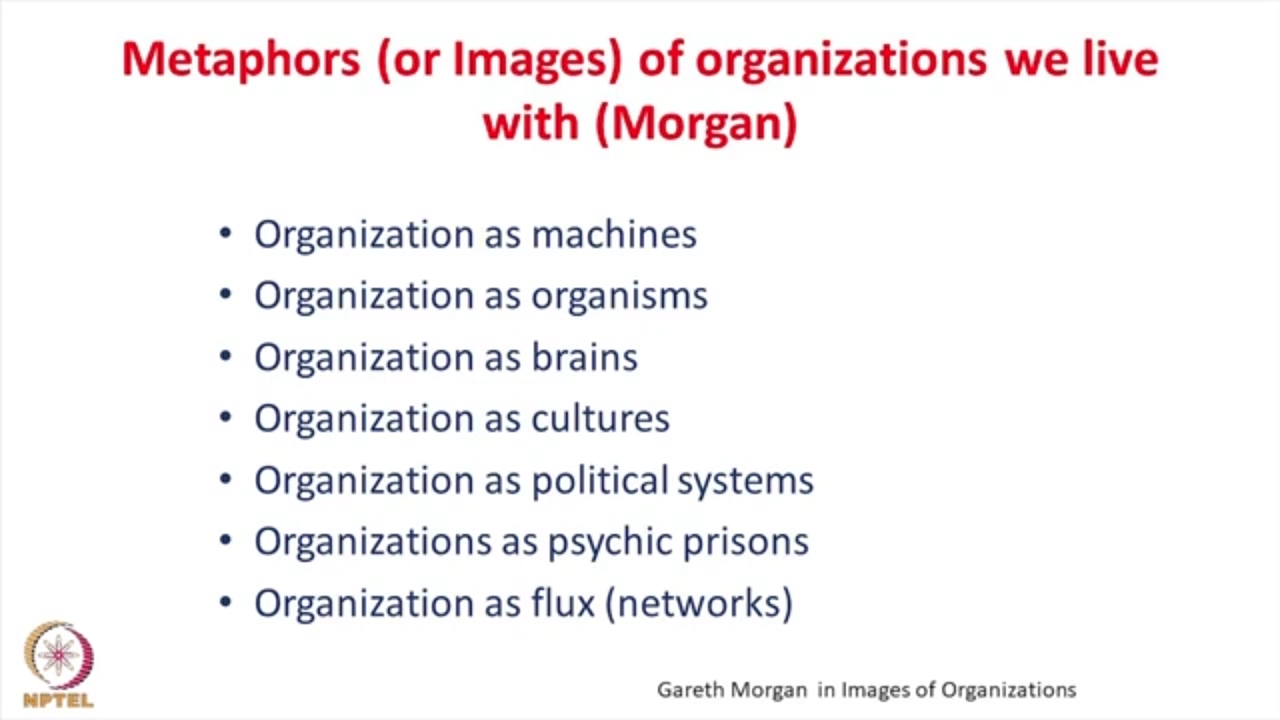 Metaphors (or Images) of organizations we live
with (Morgan)
• Organization as machines
• Organization as organisms
• Organization as brains
• Organization as cultures
• Organization as political systems
• Organizations as psychic prisons
• Organization as flux (networks)
NPTEL
Gareth Morgan in Images of Organizations